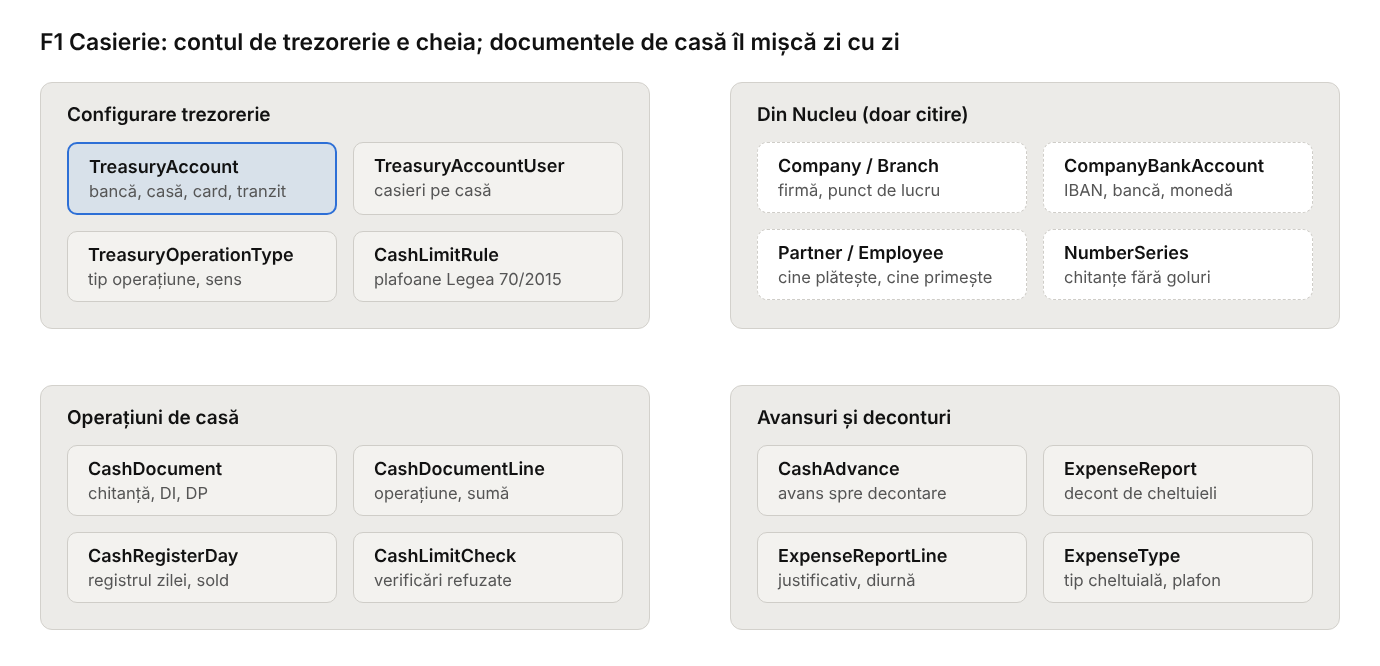 F1 Casierie: contul de trezorerie e cheia; documentele de casă îl mișcă zi cu zi
Configurare trezorerie
TreasuryAccount
bancă, casă, card, tranzit
TreasuryAccountUser
casieri pe casă
TreasuryOperationType
tip operațiune, sens
CashLimitRule
plafoane Legea 70/2015
Din Nucleu (doar citire)
Company / Branch
firmă, punct de lucru
CompanyBankAccount
IBAN, bancă, monedă
Partner / Employee
cine plătește, cine primește
NumberSeries
chitanțe fără goluri
Operațiuni de casă
CashDocument
chitanță, DI, DP
CashDocumentLine
operațiune, sumă
CashRegisterDay
registrul zilei, sold
CashLimitCheck
verificări refuzate
Avansuri și deconturi
CashAdvance
avans spre decontare
ExpenseReport
decont de cheltuieli
ExpenseReportLine
justificativ, diurnă
ExpenseType
tip cheltuială, plafon